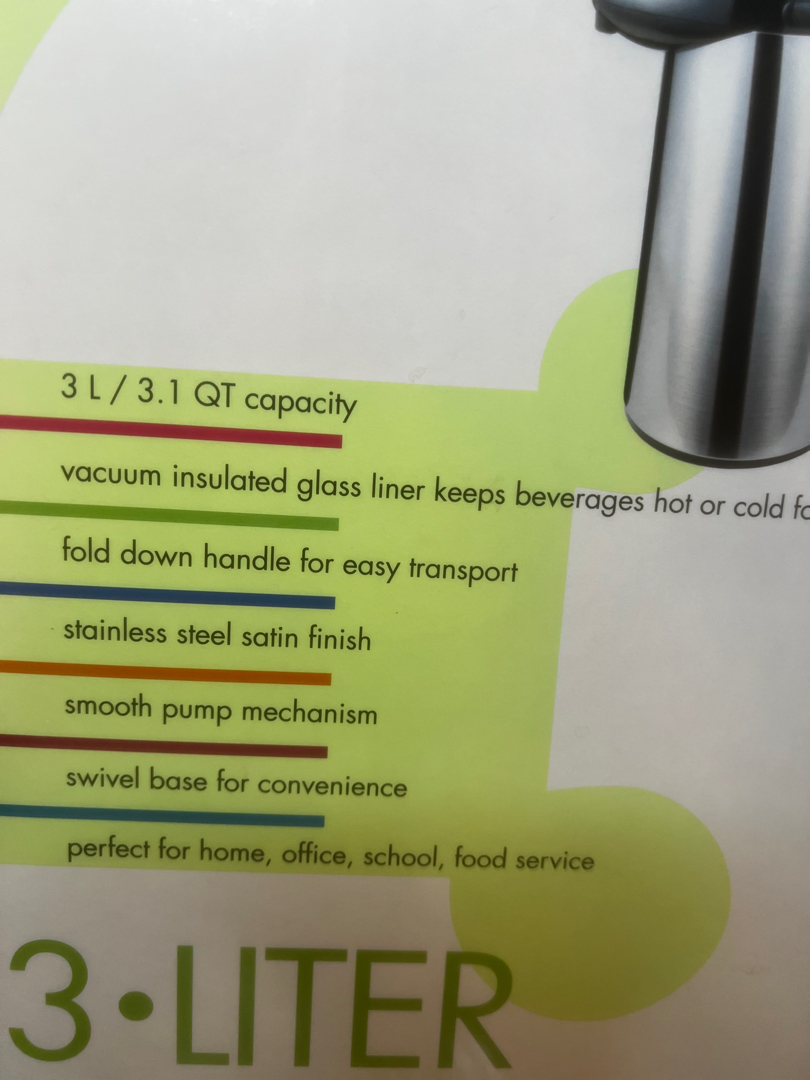 3 L / 3.1 QT capacity
vacuum insulated glass liner keeps beverages hot or cold
fold down handle for easy transport
stainless steel satin finish
smooth pump mechanism
swivel base for convenience
perfect for home, office, school, food service
3•LITER